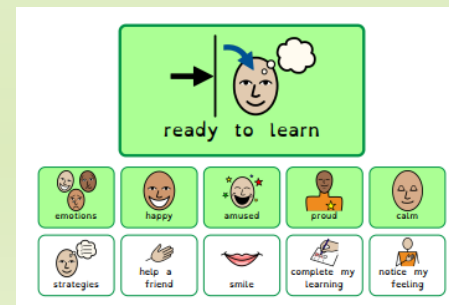 ready to learn
emotions
happy
amused
proud
calm
strategies
help a
friend
smile
complete my
learning
notice my
feeling